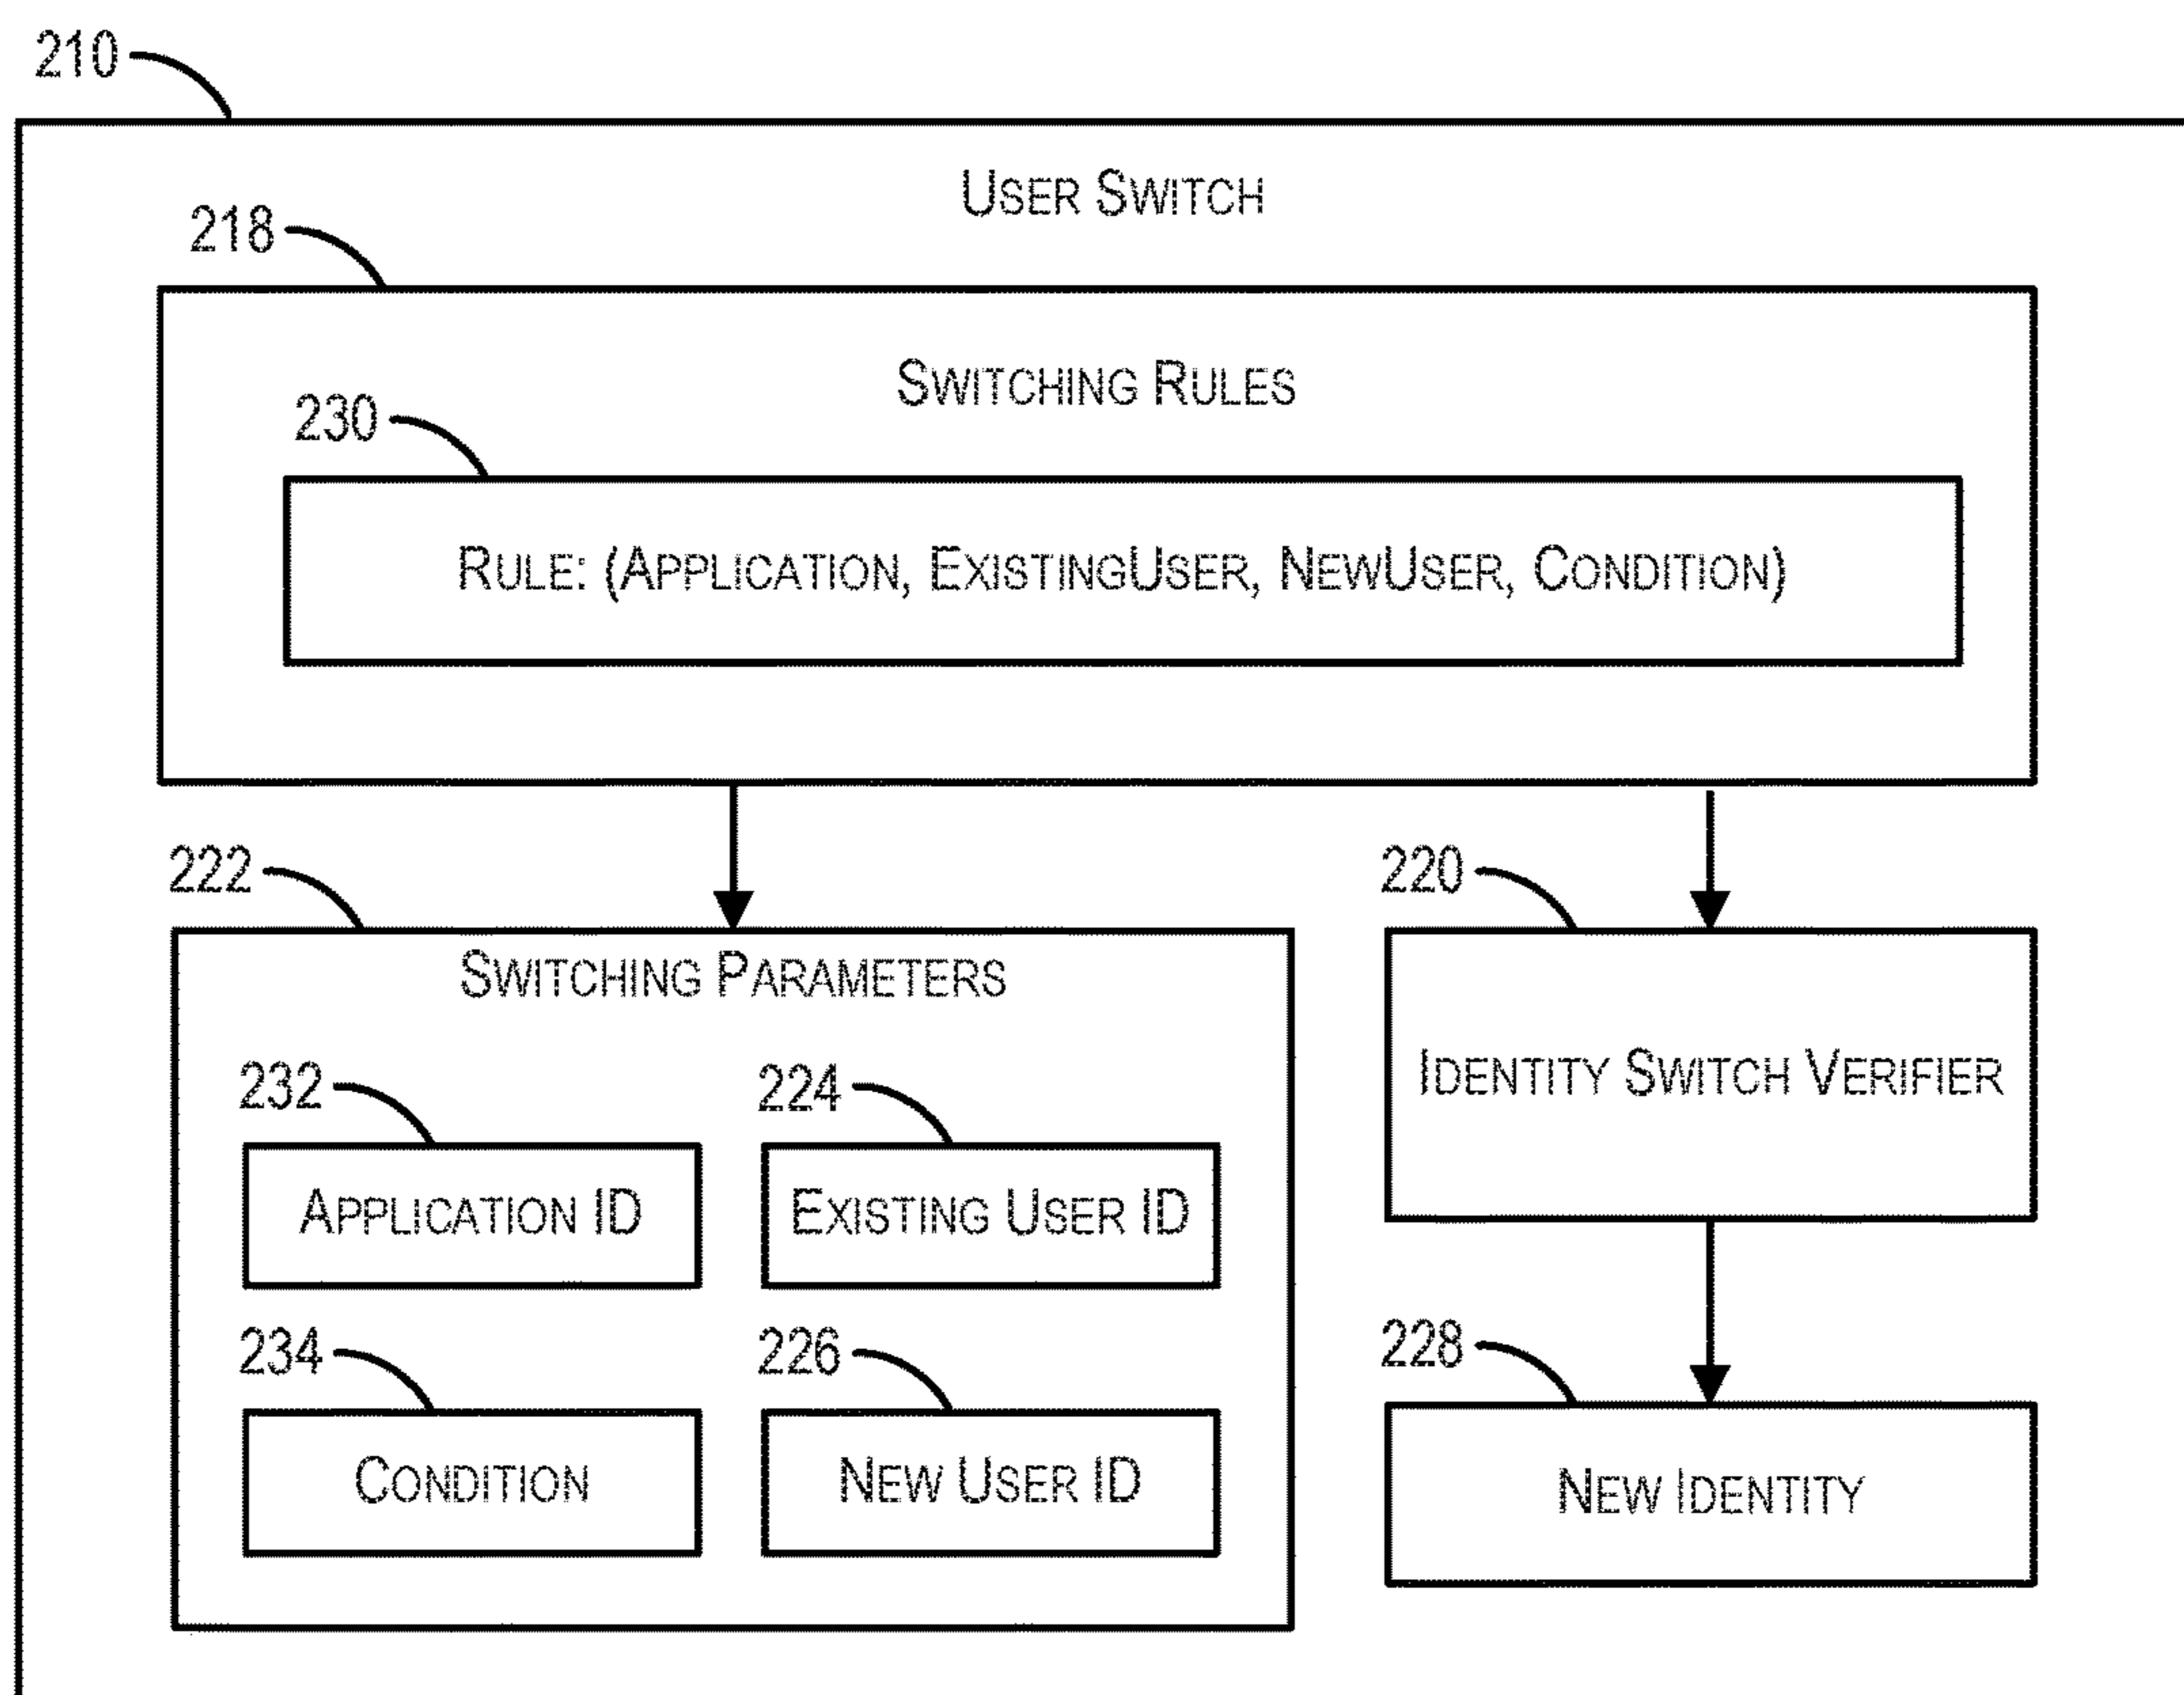 210
USER SWITCH
218
SWITCHING RULES
230
RULE: (APPLICATION, EXISTINGUSER, NEWUSER, CONDITION)
222
220
SWITCHING PARAMETERS
IDENTITY SWITCH VERIFIER
232
224
APPLICATION ID
EXISTING USER ID
234
226
228
CONDITION
NEW USER ID
NEW IDENTITY